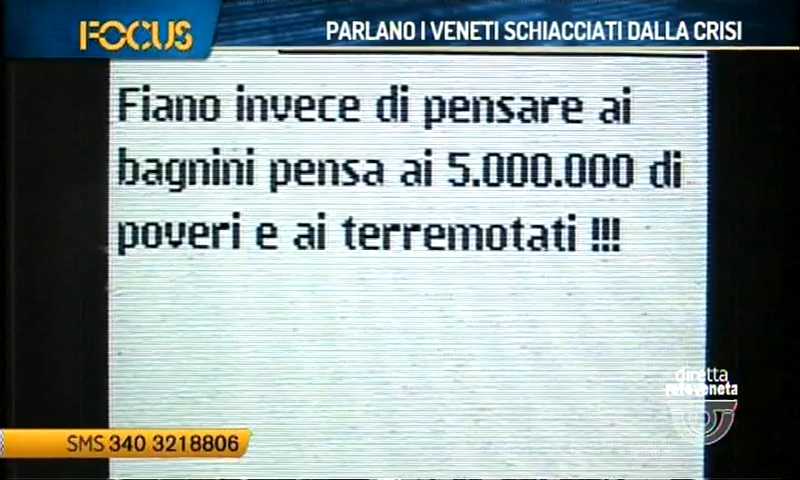 FOCUS
PARLANO I VENETI SCHIACCIATI DALLA CRISI
Fiano invece di pensare ai
bagnini pensa ai 5.000.000 di
poveri e ai terremotati !!!
diretta
reteveneta
SMS 340 3218806